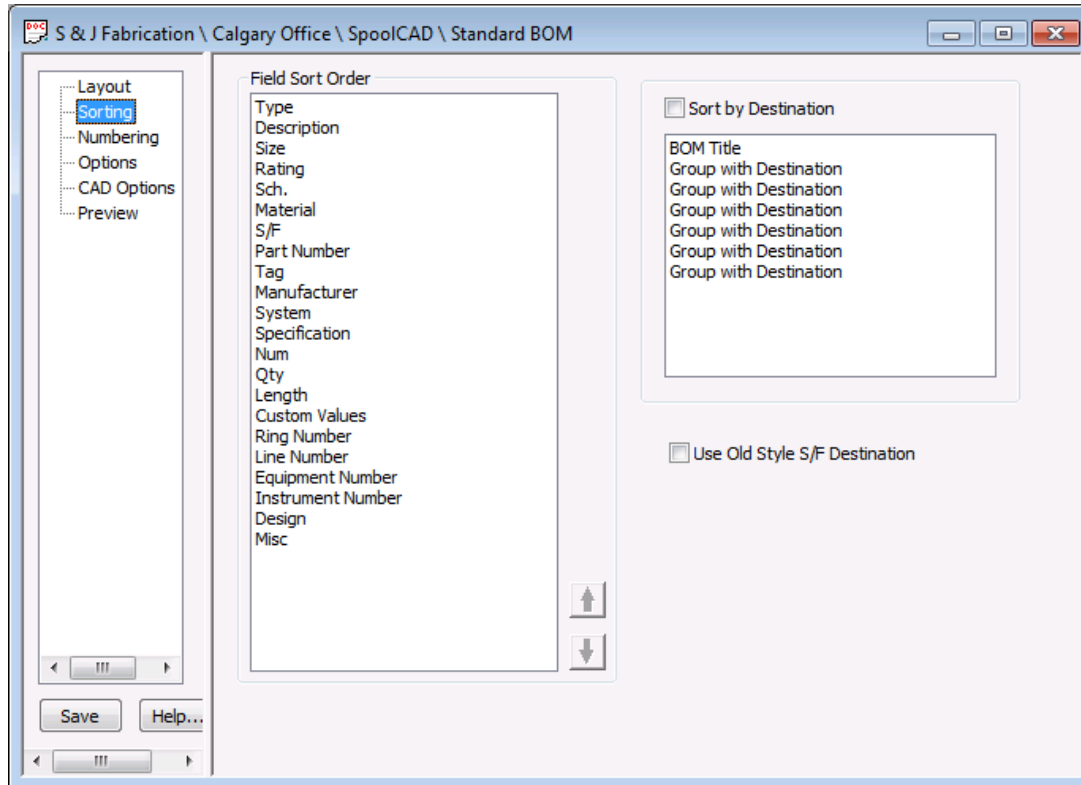 DOC
S & J Fabrication \ Calgary Office \ SpoolCAD \ Standard BOM
Layout
Sorting
Numbering
Options
CAD Options
Preview
Save
Help...
Field Sort Order
Type
Description
Size
Rating
Sch.
Material
S/F
Part Number
Tag
Manufacturer
System
Specification
Num
Qty
Length
Custom Values
Ring Number
Line Number
Equipment Number
Instrument Number
Design
Misc
Sort by Destination
BOM Title
Group with Destination
Group with Destination
Group with Destination
Group with Destination
Group with Destination
Group with Destination
Use Old Style S/F Destination